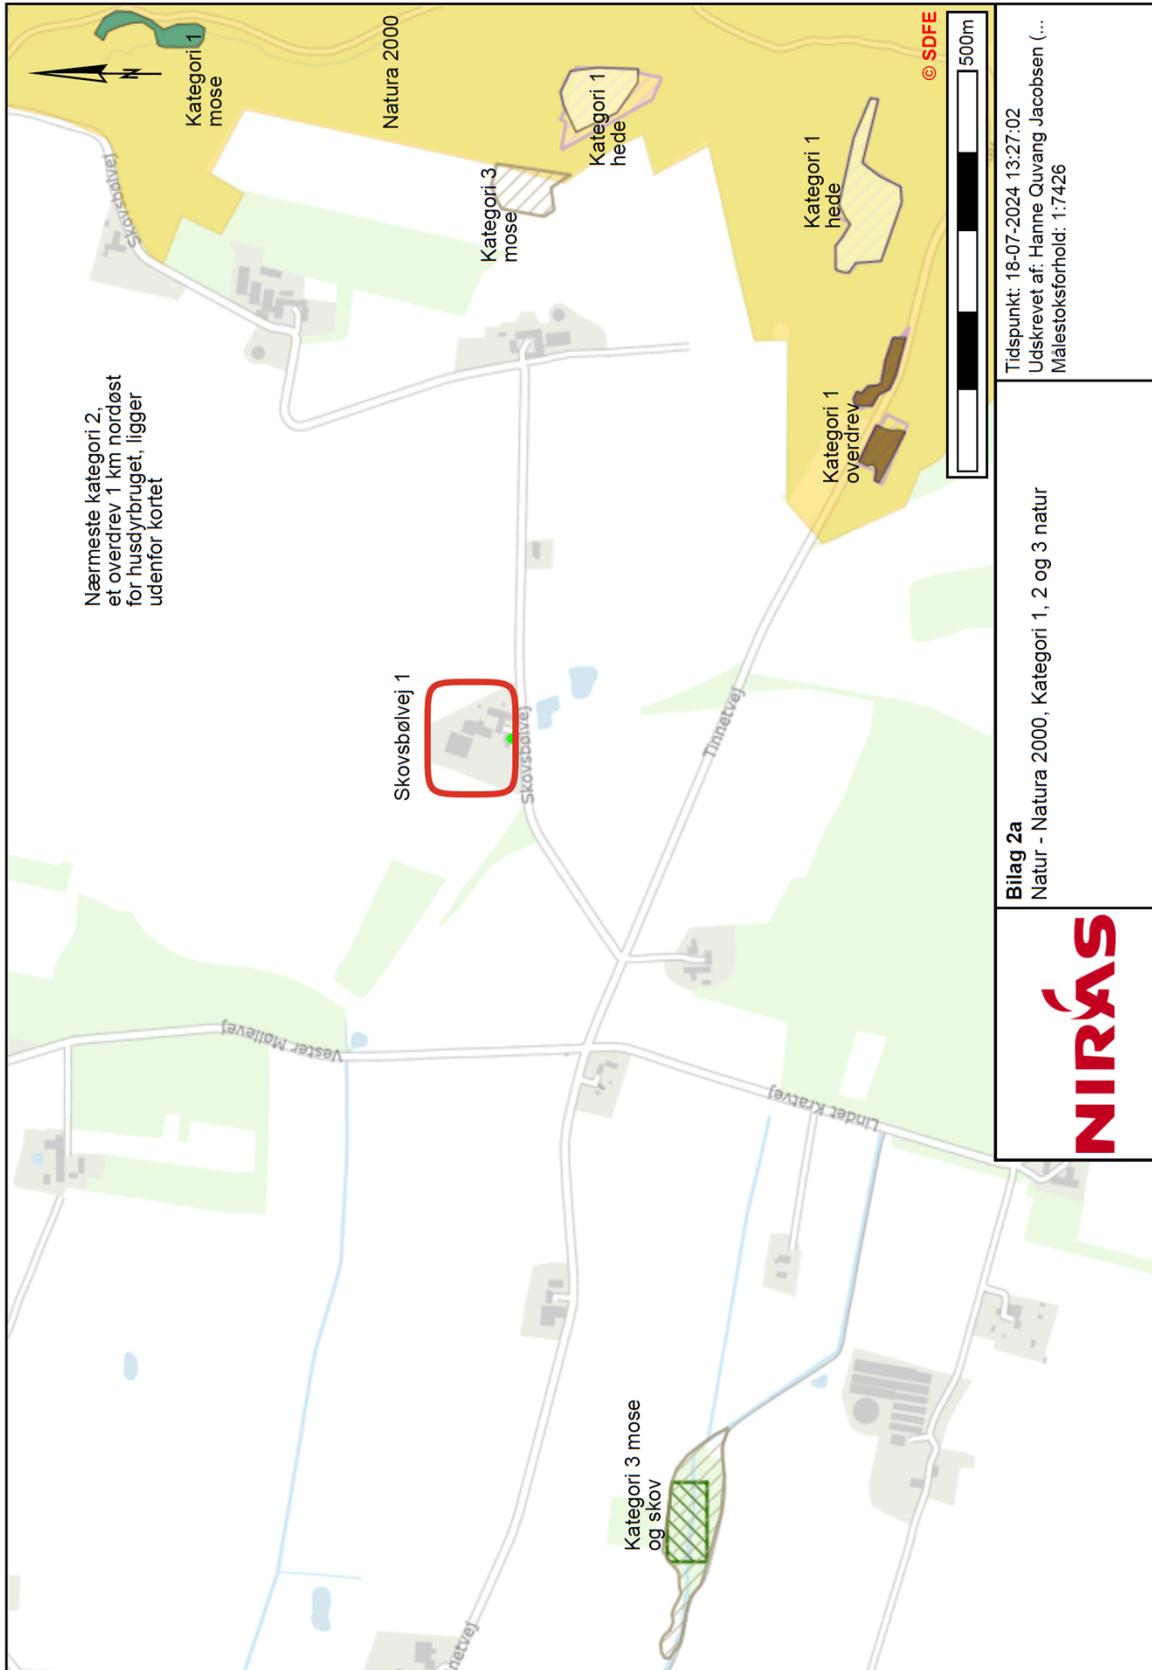 Nærmeste kategori 2,
et overdrev 1 km nordøst
for husdyrbruget, ligger
udenfor kortet
Skovsbølvej
N
Kategori 1
mose
Natura 2000
Kategori 3
mose
Kategori 1
hede
Kategori 1
hede
Kategori 1
overdrev
Skovsbølvej 1
Skovsbølvej
Tinnetvej
Vester Møllevej
Lindet Kratvej
Kategori 3 mose
og skov
netvej
© SDFE
500m
NIRAS
Bilag 2a
Natur - Natura 2000, Kategori 1, 2 og 3 natur
Tidspunkt: 18-07-2024 13:27:02
Udskrevet af: Hanne Quvang Jacobsen (...
Målestoksforhold: 1:7426